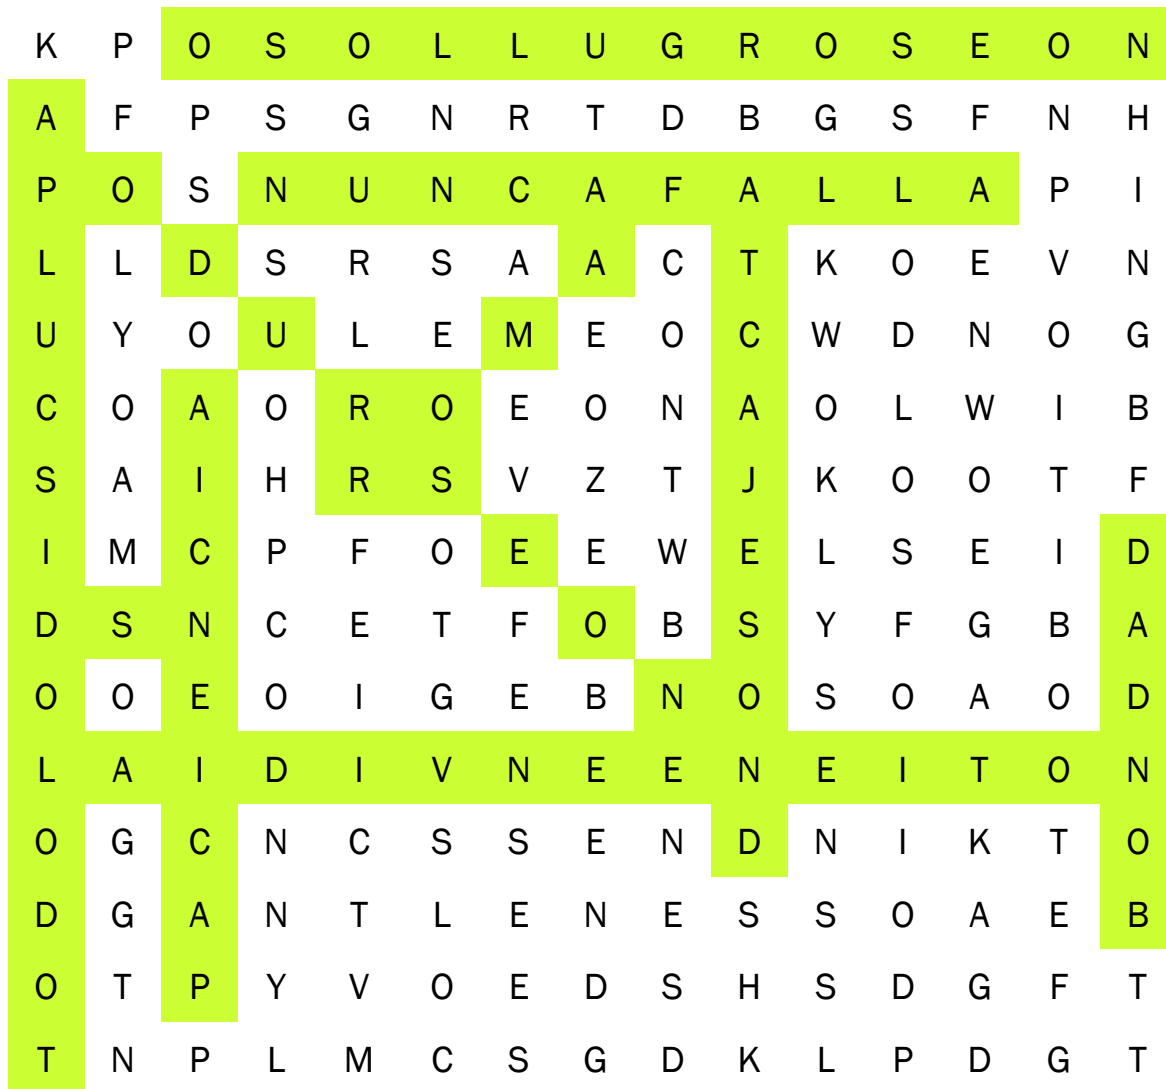 K P O S O L L U G R O S E O N
A F P S G N R T D B G S F N H
P O S N U N C A F A L L A P I
L L D S R S A A C T K O E V N
U Y O U L E M E O C W D N O G
C O A O R O E O N A O L W I B
S A I H R S V Z T J K O O T F
I M C P F O E E W E L S E I D
D S N C E T F O B S Y F G B A
O O E O I G E B N O S O A O D
L A I D I V N E E N E I T O N
O G C N C S S E N D N I K T O
D G A N T L E N E S S O A E B
O T P Y V O E D S H S D G F T
T N P L M C S G D K L P D G T